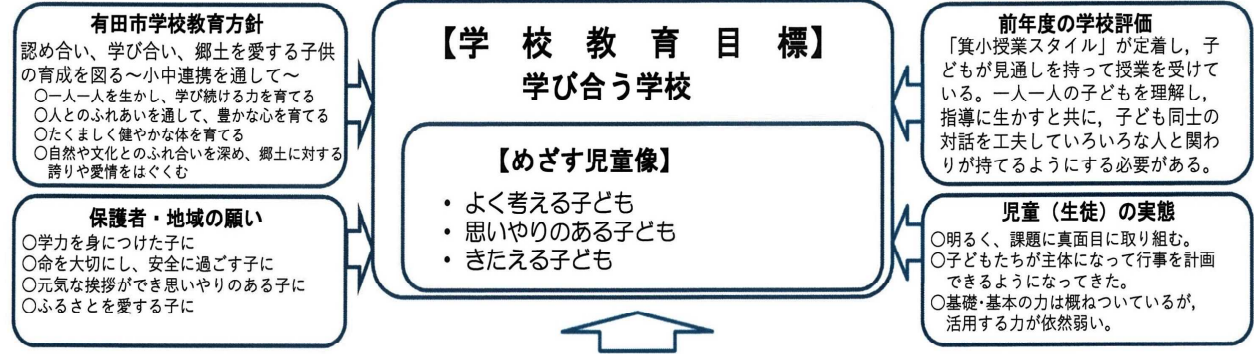 有田市学校教育方針
認め合い、学び合い、郷土を愛する子供
の育成を図る～小中連携を通して～
○一人一人を生かし、学び続ける力を育てる
○人とのふれあいを通して、豊かな心を育てる
○たくましく健やかな体を育てる
○自然や文化とのふれ合いを深め、郷土に対する
誇りや愛情をはぐくむ
保護者・地域の願い
○学力を身につけた子に
○命を大切にし、安全に過ごす子に
○元気な挨拶ができ思いやりのある子に
○ふるさとを愛する子に
【学 校 教 育 目 標】
学び合う学校
【めざす児童像】
・ よく考える子ども
・ 思いやりのある子ども
・ きたえる子ども
前年度の学校評価
「箕小授業スタイル」が定着し，子
どもが見通しを持って授業を受けて
いる。一人一人の子どもを理解し，
指導に生かすと共に，子ども同士の
対話を工夫していろいろな人と関わ
りが持てるようにする必要がある。
児童（生徒）の実態
○明るく、課題に真面目に取り組む。
○子どもたちが主体になって行事を計画
できるようになってきた。
○基礎・基本の力は概ねついているが，
活用する力が依然弱い。